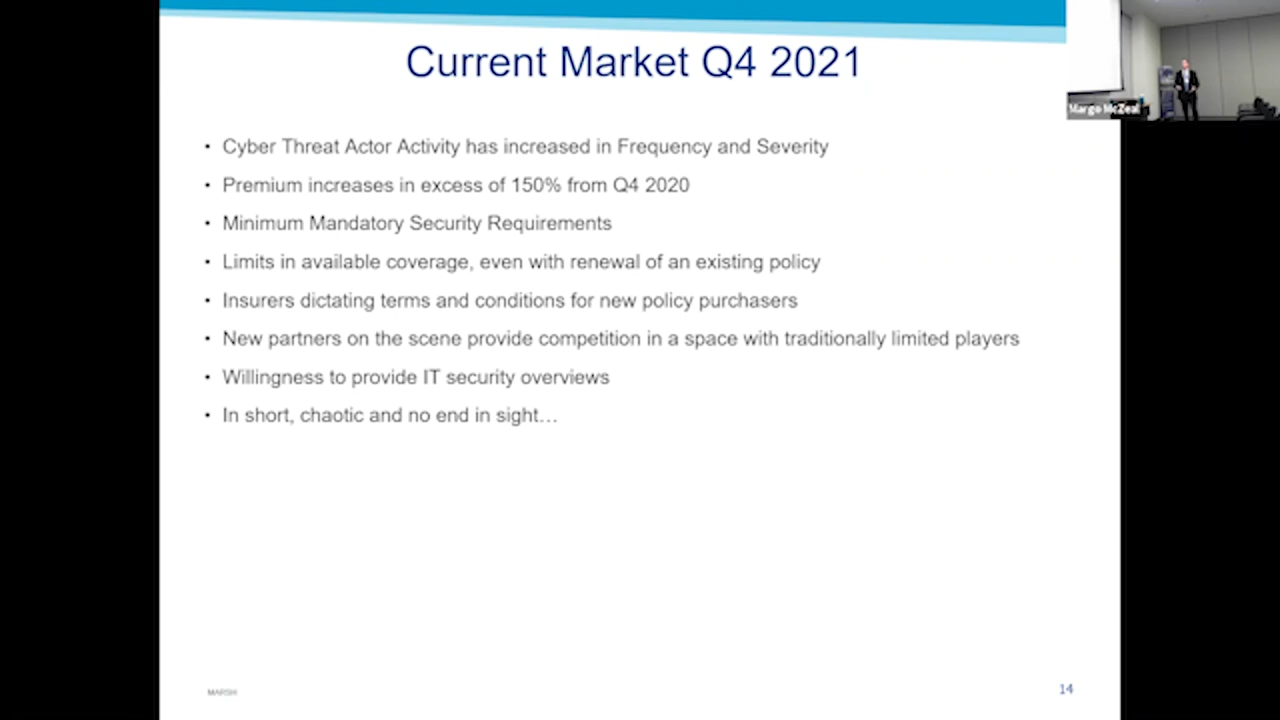 Current Market Q4 2021
Margo McZeal
• Cyber Threat Actor Activity has increased in Frequency and Severity
• Premium increases in excess of 150% from Q4 2020
• Minimum Mandatory Security Requirements
• Limits in available coverage, even with renewal of an existing policy
• Insurers dictating terms and conditions for new policy purchasers
• New partners on the scene provide competition in a space with traditionally limited players
• Willingness to provide IT security overviews
• In short, chaotic and no end in sight…
MARSH
14